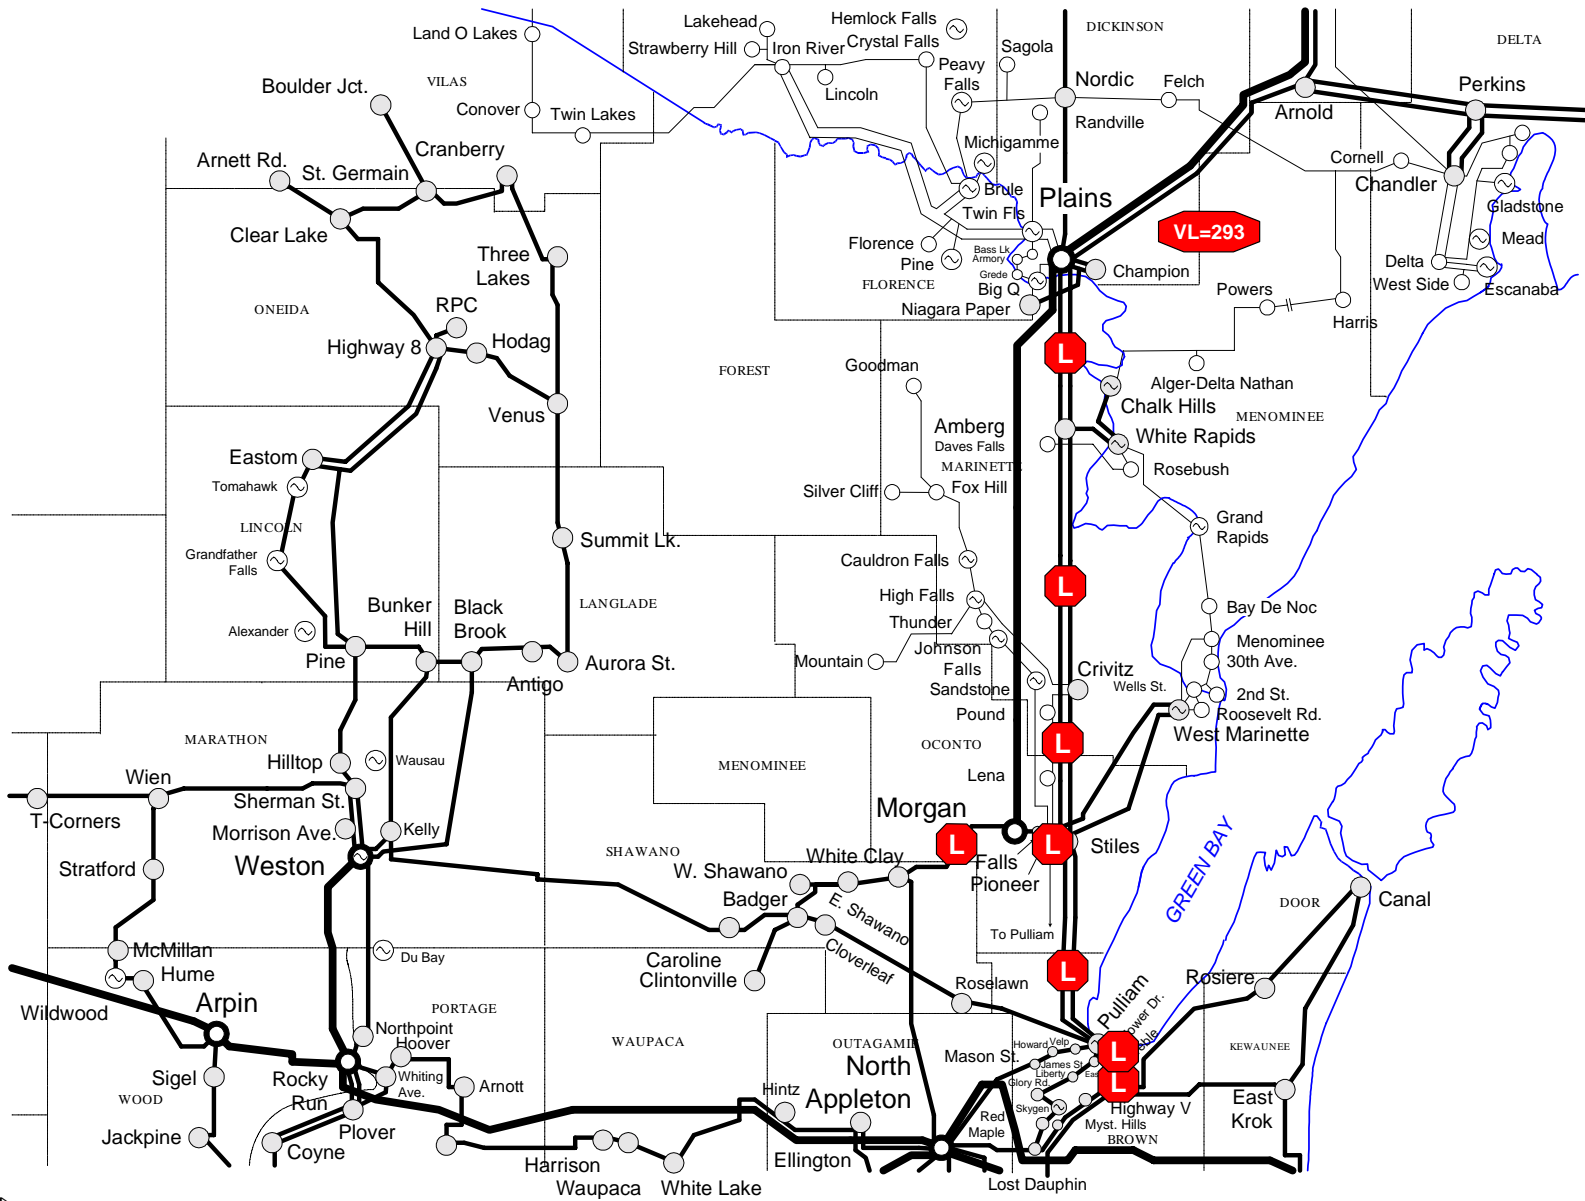 Land O Lakes
Lakehead
Hemlock Falls
DICKINSON
DELTA
Strawberry Hill
Iron River
Crystal Falls
Sagola
VILAS
Boulder Jct.
Peavy
Falls
Nordic
Felch
Perkins
Lincoln
Conover
Twin Lakes
Randville
Arnold
Arnett Rd.
St. Germain
Cranberry
Michigamme
Cornell
Chandler
Brule
Plains
Twin Fls
Gladstone
Clear Lake
VL=293
Mead
Three
Lakes
Florence
Pine
Bass Lk
Armory
Grede
Big Q
Champion
Delta
West Side
Escanaba
FLORENCE
Powers
ONEIDA
RPC
Niagara Paper
Harris
Highway 8
Hodag
L
FOREST
Goodman
Alger-Delta Nathan
Chalk Hills
Venus
MENOMINEE
Amberg
Daves Falls
White Rapids
Eastom
MARINETTE
Rosebush
Tomahawk
Silver Cliff
Fox Hill
LINCOLN
Grand
Rapids
Summit Lk.
Grandfather
Falls
Cauldron Falls
L
High Falls
Bunker
Hill
Black
Brook
LANGLADE
Bay De Noc
Thunder
Alexander
Menominee
Johnson
Falls
Pine
Aurora St.
Mountain
30th Ave.
Antigo
Crivitz
Sandstone
Wells St.
2nd St.
Pound
Roosevelt Rd.
West Marinette
MARATHON
OCONTO
L
Hilltop
Wausau
MENOMINEE
Lena
Wien
Sherman St.
T-Corners
Morgan
Morrison Ave.
Kelly
L
L
Stiles
Weston
SHAWANO
White Clay
Falls
Pioneer
Stratford
W. Shawano
GREEN BAY
Badger
E. Shawano
DOOR
Canal
To Pulliam
McMillan
Hume
Du Bay
Caroline
Clintonville
Cloverleaf
L
Roselawn
Rosiere
Wildwood
Arpin
PORTAGE
Pulliam
Northpoint
Hoover
WAUPACA
OUTAGAMIE
Howard
Velp
L
KEWAUNEE
North
Appleton
Mason St.
James St.
Liberty
Sigel
Rocky
Run
Whiting
Ave.
Arnott
Hintz
Glory Rd.
L
WOOD
Skygen
Highway V
East
Krok
Red
Maple
Myst. Hills
Jackpine
Plover
BROWN
Coyne
Harrison
Waupaca
White Lake
Ellington
Lost Dauphin